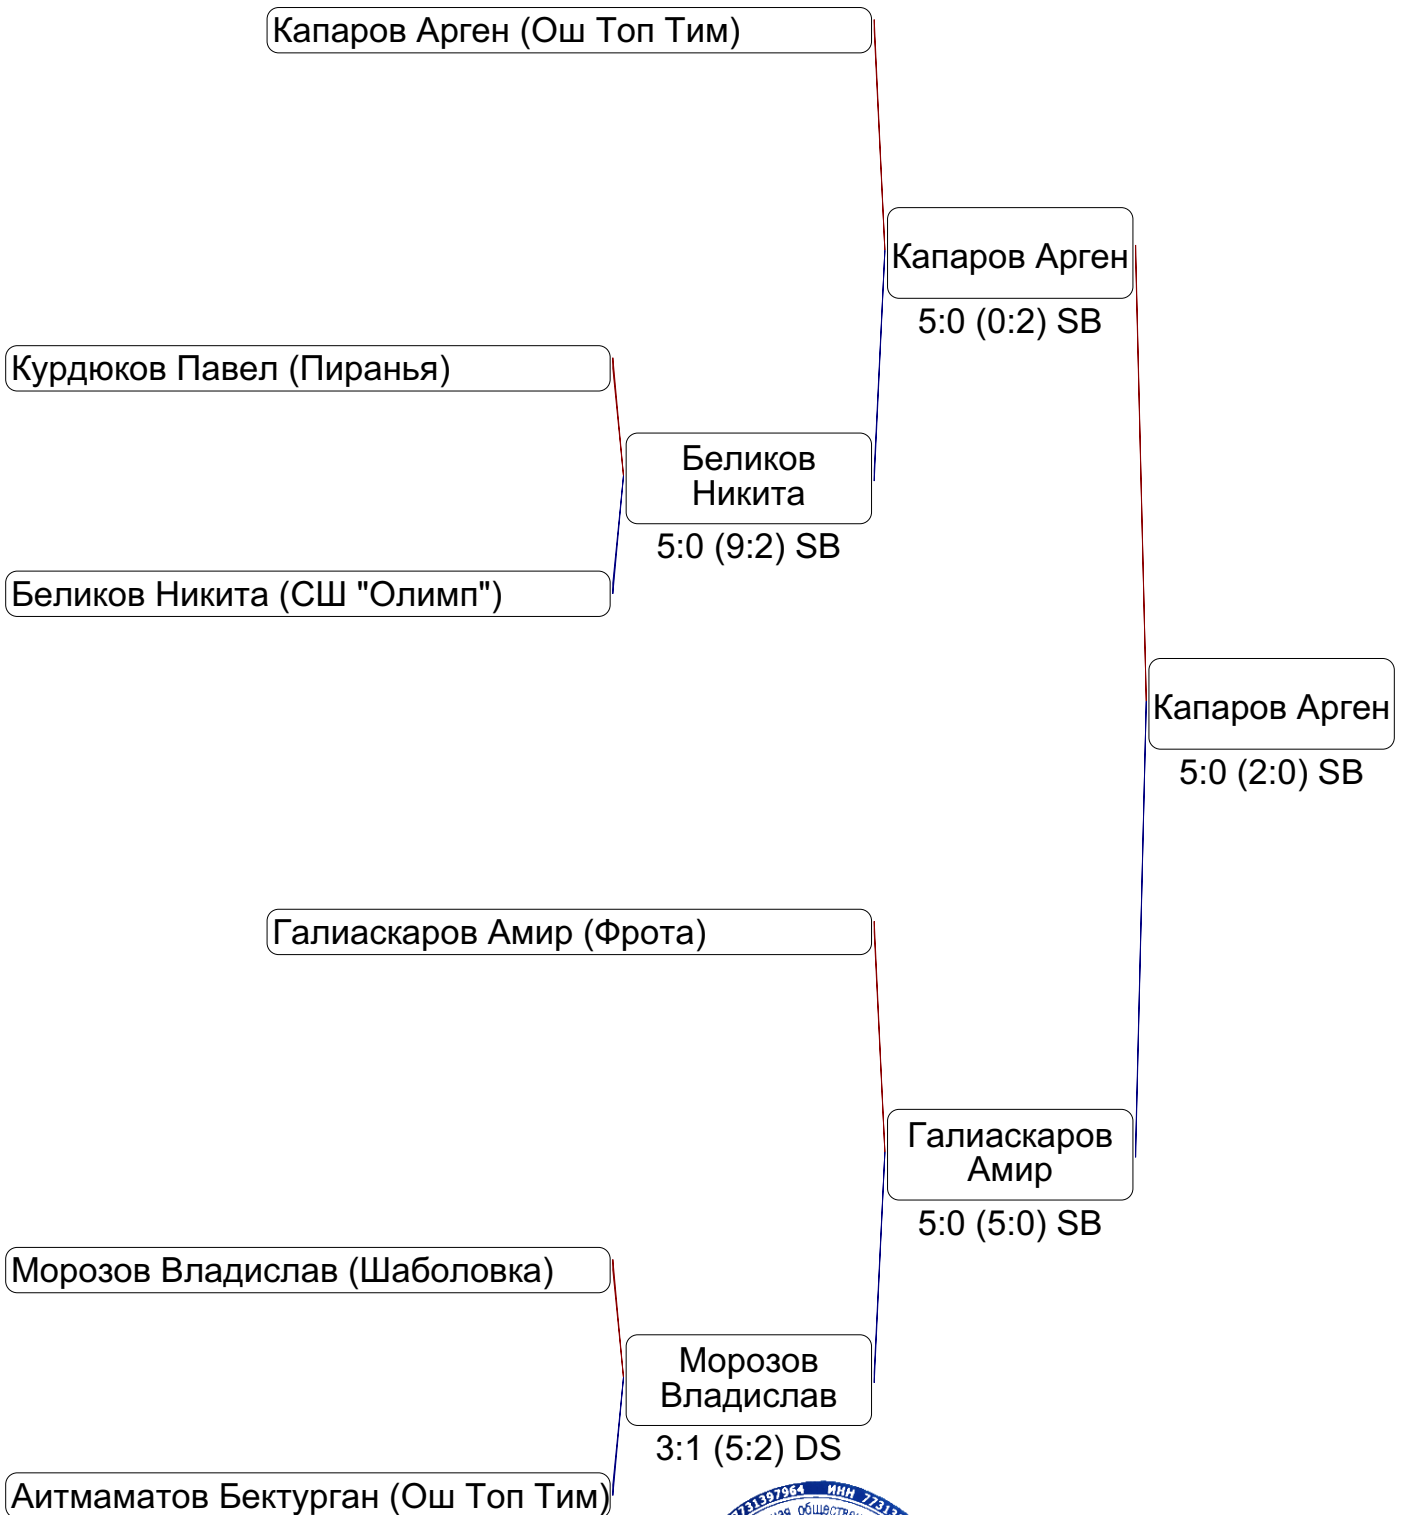 Капаров Арген (Ош Топ Тим)
Капаров Арген
5:0 (0:2) SB
Курдюков Павел (Пиранья)
Беликов
Никита
5:0 (9:2) SB
Беликов Никита (СШ "Олимп")
Капаров Арген
5:0 (2:0) SB
Галиаскаров Амир (Фрота)
Галиаскаров
Амир
5:0 (5:0) SB
Морозов Владислав (Шаболовка)
Морозов
Владислав
3:1 (5:2) DS
Аитмаматов Бектурган (Ош Топ Тим)
ИНН